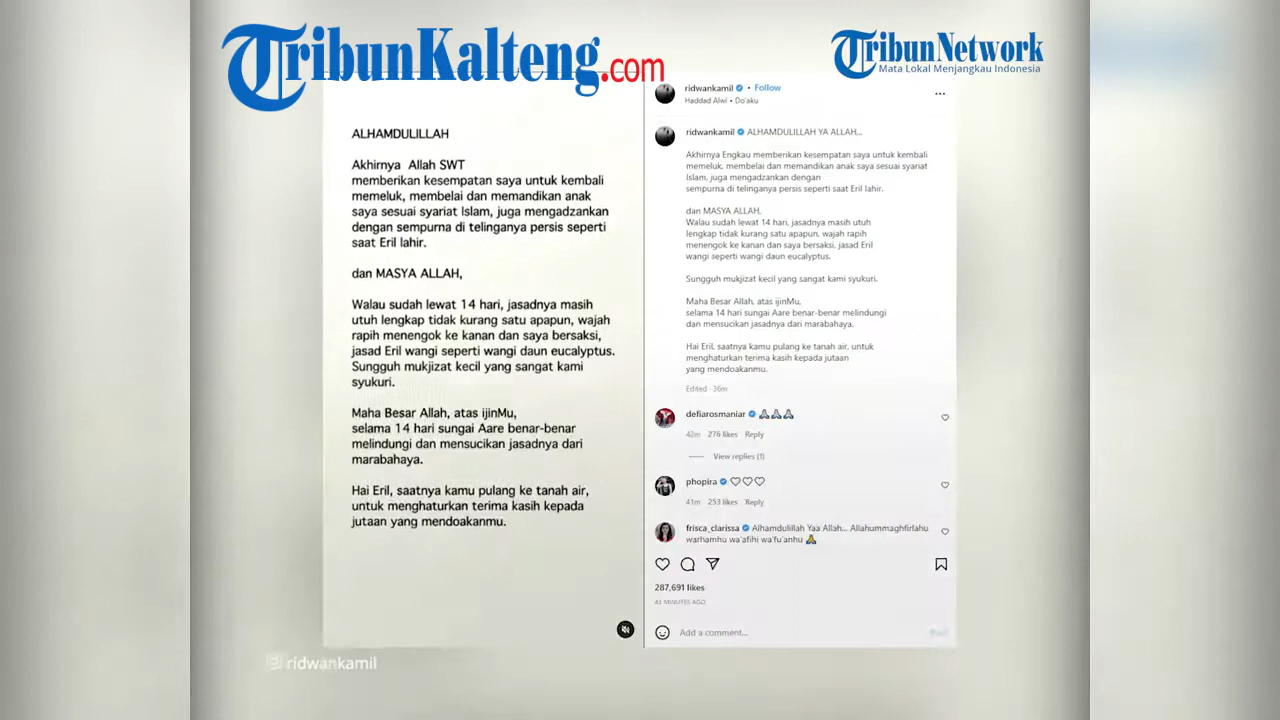 TribunKalteng.com
TribunNetwork
Mata Lokal Menjangkau Indonesia
ALHAMDULILLAH
Akhirnya Allah SWT
memberikan kesempatan saya untuk kembali
memeluk, membelai dan memandikan anak
saya sesuai syariat Islam, juga mengadzankan
dengan sempurna di telinganya persis seperti
saat Eril lahir.
dan MASYA ALLAH,
Walau sudah lewat 14 hari, jasadnya masih
utuh lengkap tidak kurang satu apapun, wajah
rapih menengok ke kanan dan saya bersaksi,
jasad Eril wangi seperti wangi daun eucalyptus.
Sungguh mukjizat kecil yang sangat kami
syukuri.
Maha Besar Allah, atas ijinMu,
selama 14 hari sungai Aare benar-benar
melindungi dan mensucikan jasadnya dari
marabahaya.
Hai Eril, saatnya kamu pulang ke tanah air,
untuk menghaturkan terima kasih kepada
jutaan yang mendoakanmu.
ridwankamil • Follow
Haddad Alwi • Do'aku
ridwankamil ALHAMDULILLAH YA ALLAH...
Akhirnya Engkau memberikan kesempatan saya untuk kembali
memeluk, membelai dan memandikan anak saya sesuai syariat
Islam, juga mengadzankan dengan
sempurna di telinganya persis seperti saat Eril lahir.
dan MASYA ALLAH,
Walau sudah lewat 14 hari, jasadnya masih utuh
lengkap tidak kurang satu apapun, wajah rapih
menengok ke kanan dan saya bersaksi, jasad Eril
wangi seperti wangi daun eucalyptus.
Sungguh mukjizat kecil yang sangat kami syukuri.
Maha Besar Allah, atas ijinMu,
selama 14 hari sungai Aare benar-benar melindungi
dan mensucikan jasadnya dari marabahaya.
Hai Eril, saatnya kamu pulang ke tanah air, untuk
menghaturkan terima kasih kepada jutaan
yang mendoakanmu.
Edited · 36m
defiarosmaniar 🙏🙏🙏
42m 276 likes Reply
View replies (1)
phopira ♡♡♡
41m 253 likes Reply
frisca_clarissa Alhamdulillah Yaa Allah... Allahummaghfirlahu
warhamhu wa'afihi wa'fu'anhu 🙏
287,691 likes
43 MINUTES AGO
Add a comment...
Post
ridwankamil